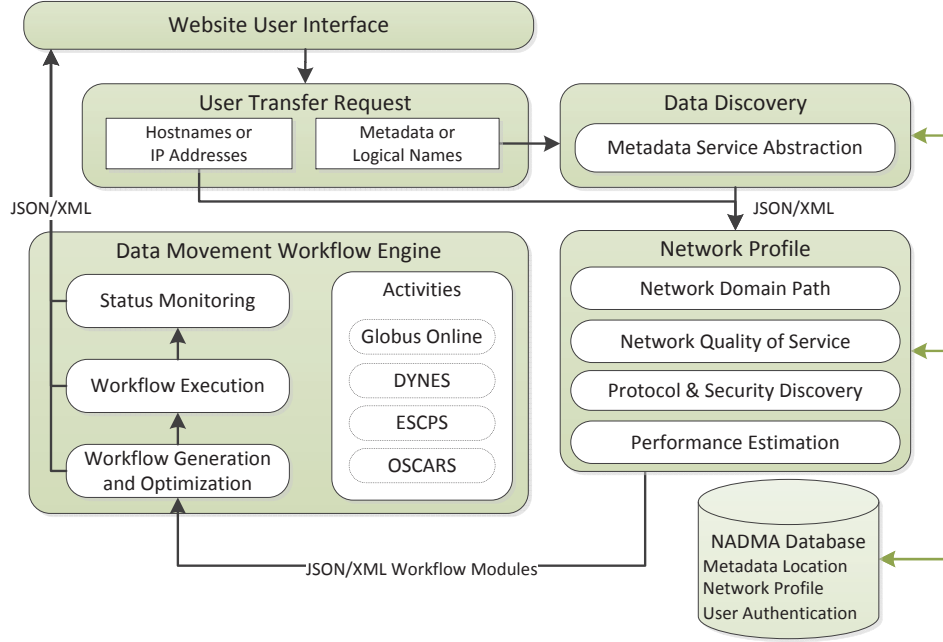 Website User Interface
User Transfer Request
Hostnames or
IP Addresses
Metadata or
Logical Names
Data Discovery
Metadata Service Abstraction
JSON/XML
JSON/XML
Data Movement Workflow Engine
Status Monitoring
Workflow Execution
Workflow Generation
and Optimization
Activities
Globus Online
DYNES
ESCPS
OSCARS
Network Profile
Network Domain Path
Network Quality of Service
Protocol & Security Discovery
Performance Estimation
JSON/XML Workflow Modules
NADMA Database
Metadata Location
Network Profile
User Authentication